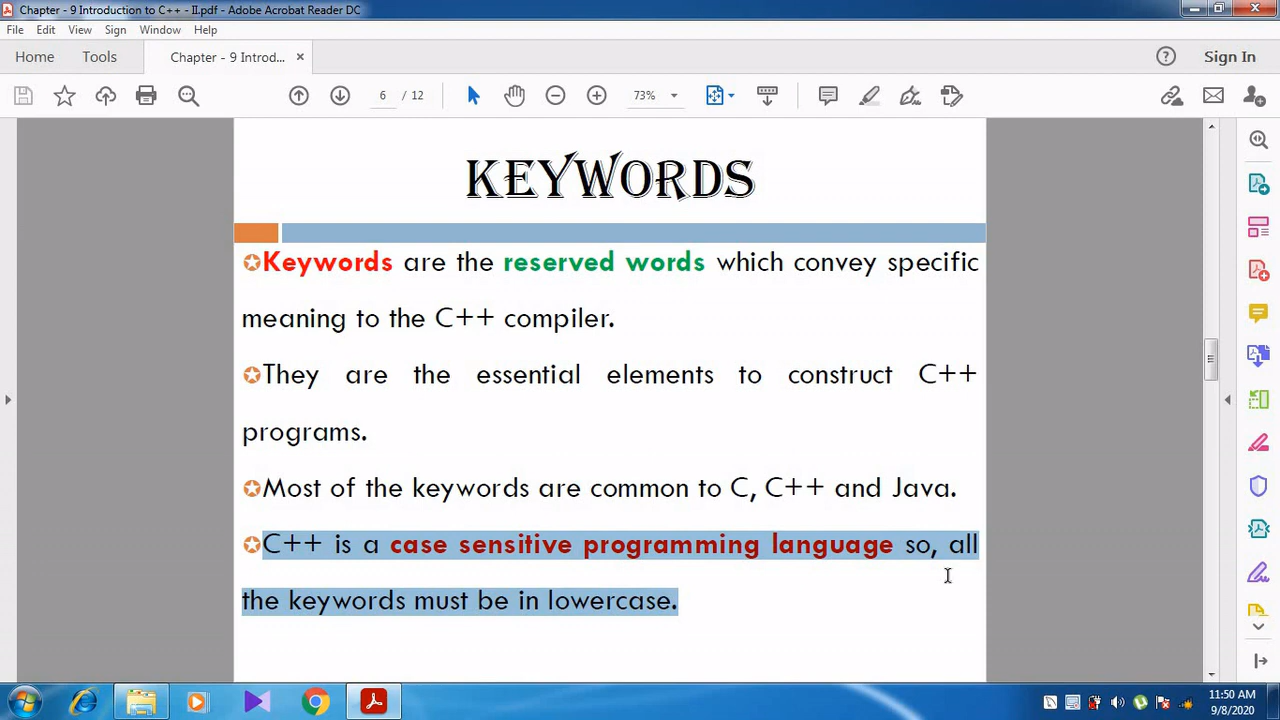 Chapter - 9 Introduction to C++ - II.pdf - Adobe Acrobat Reader DC
File Edit View Sign Window Help
Home Tools Chapter - 9 Introd... × Sign In
6 / 12 73%
KEYWORDS
Keywords are the reserved words which convey specific
meaning to the C++ compiler.
They are the essential elements to construct C++
programs.
Most of the keywords are common to C, C++ and Java.
C++ is a case sensitive programming language so, all
the keywords must be in lowercase.
11:50 AM
9/8/2020